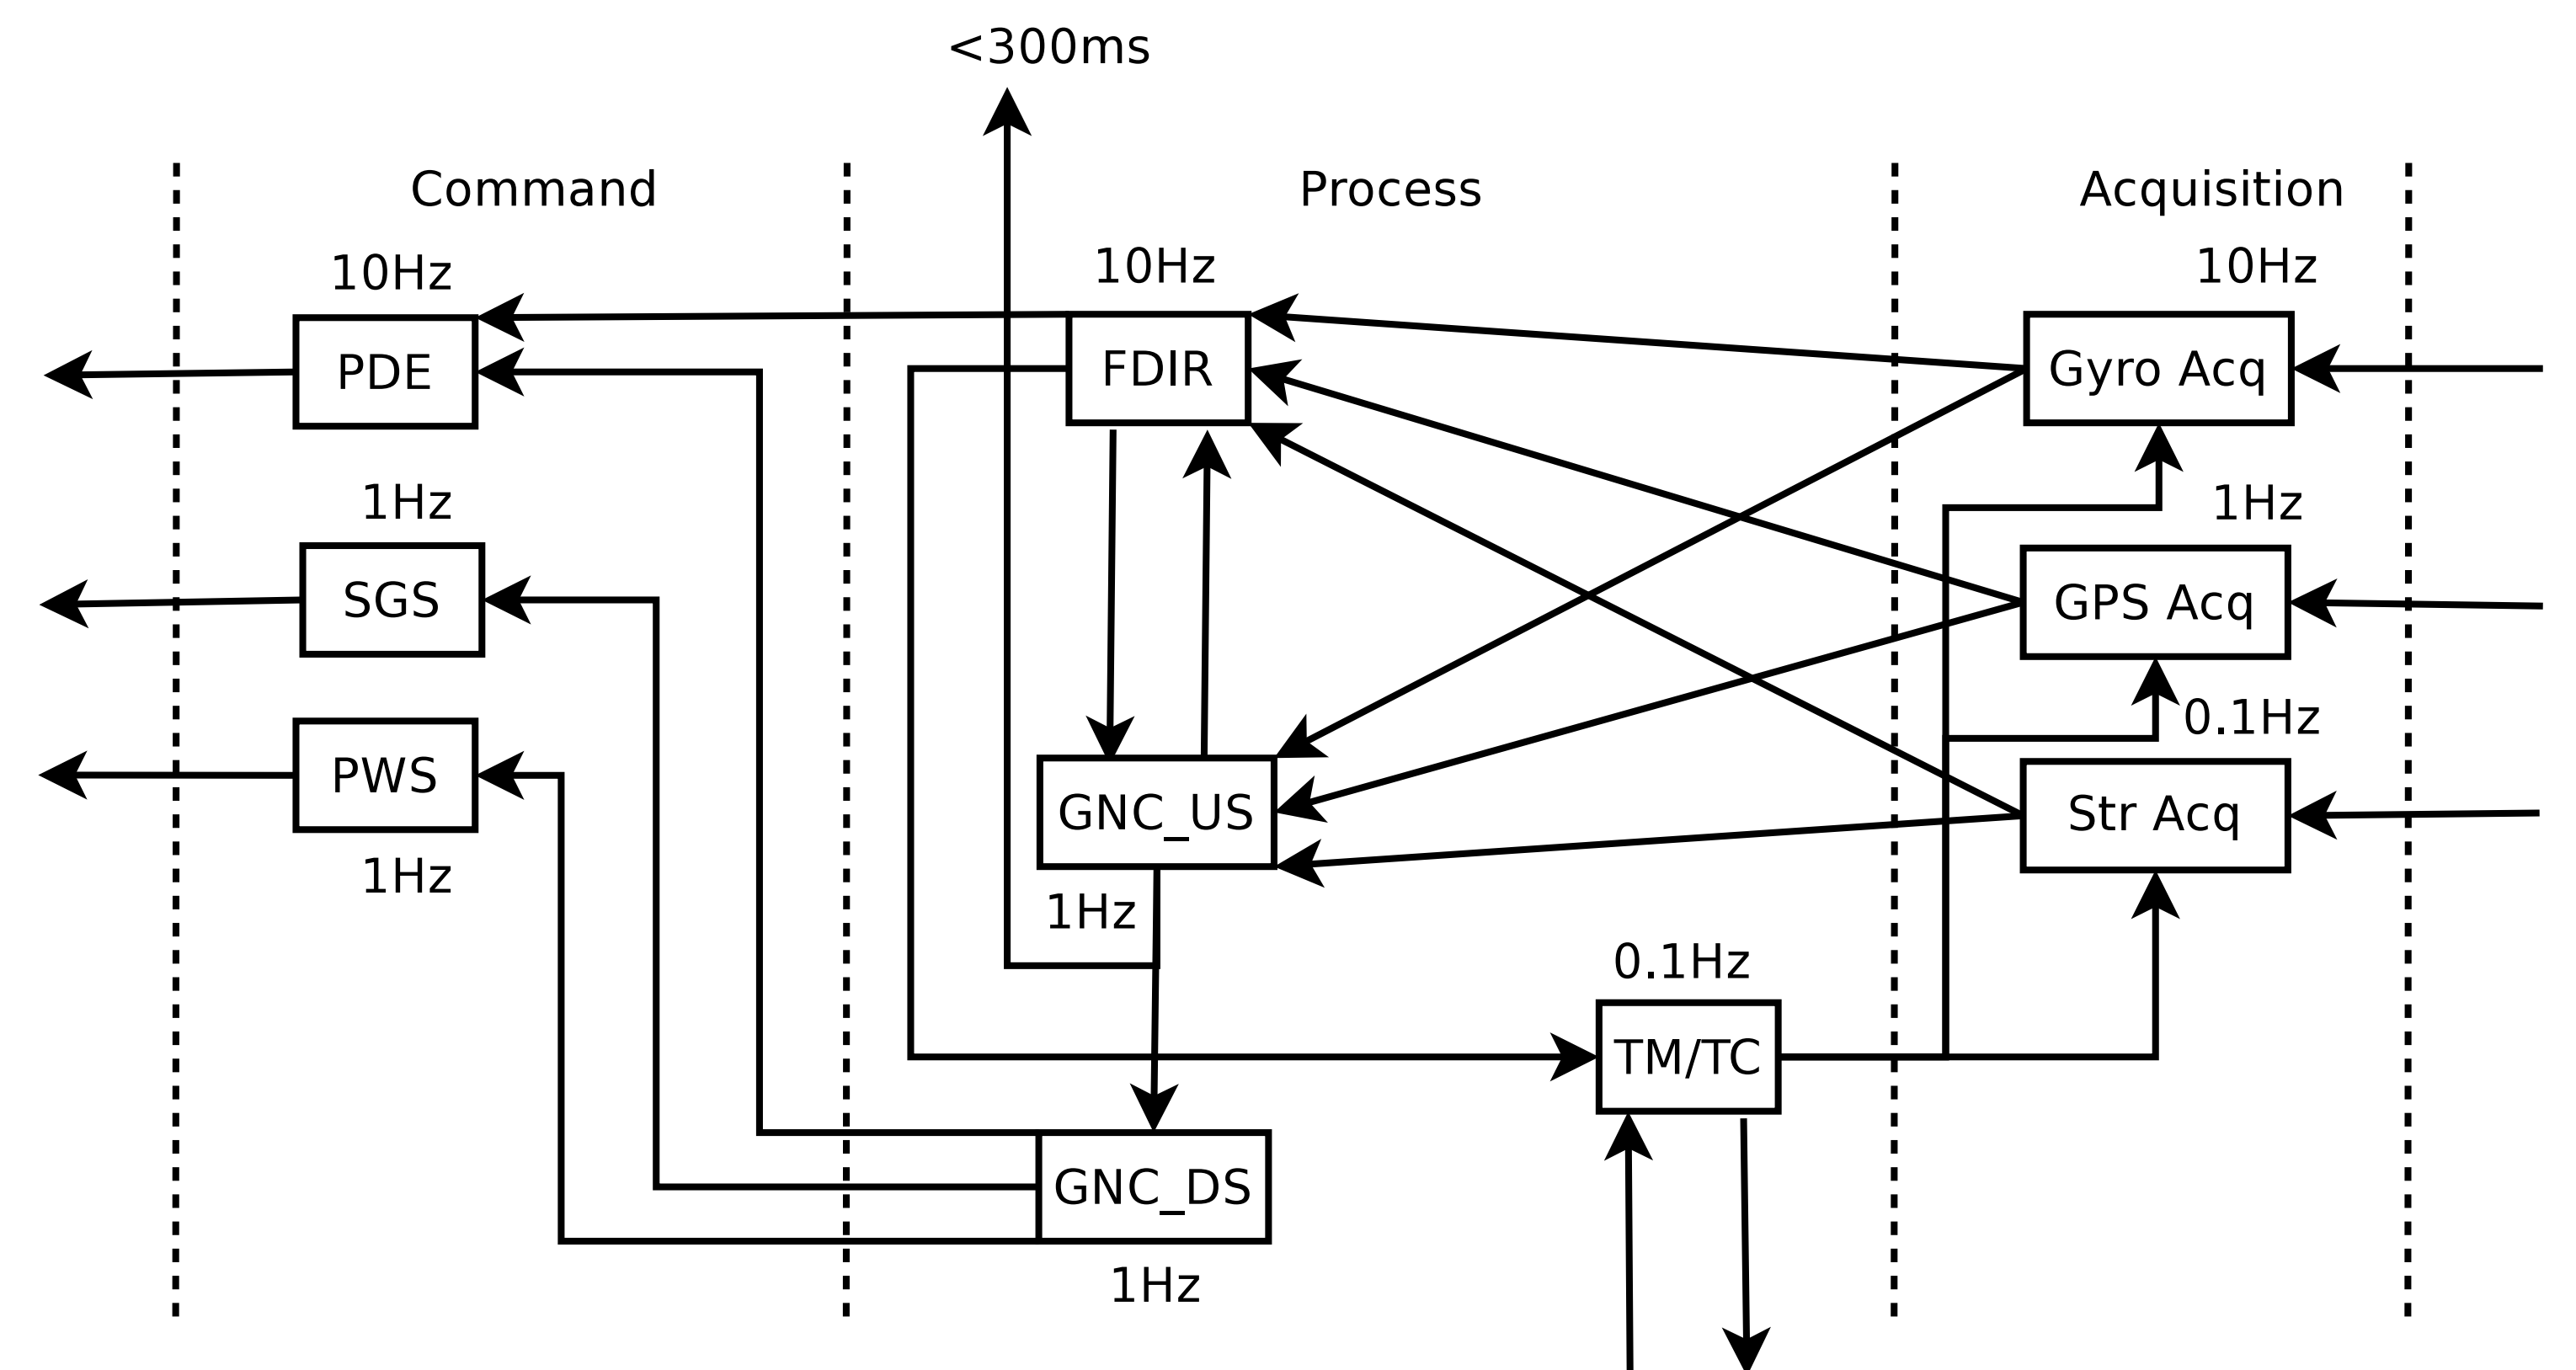 <300ms
Command
Process
Acquisition
10Hz
10Hz
10Hz
PDE
FDIR
Gyro Acq
1Hz
1Hz
SGS
GPS Acq
0.1Hz
PWS
GNC_US
Str Acq
1Hz
1Hz
0.1Hz
TM/TC
GNC_DS
1Hz